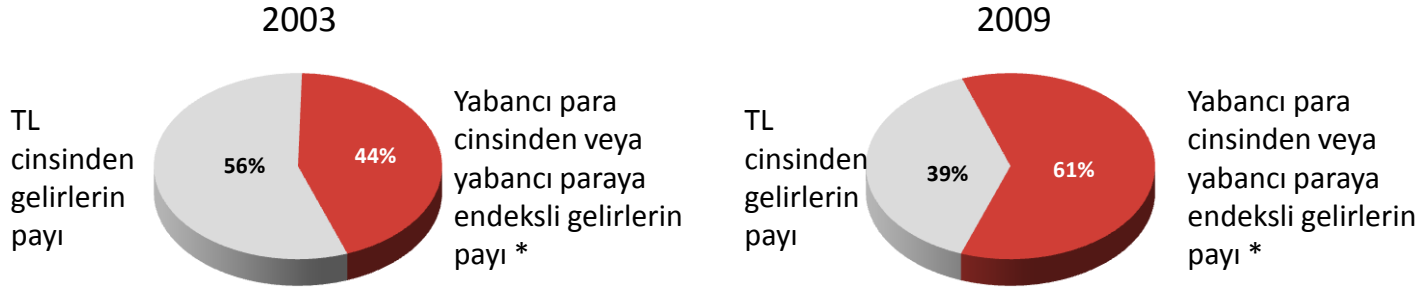 2003
TL
cinsinden
gelirlerin
payı
56%
44%
Yabancı para
cinsinden veya
yabancı paraya
endeksli gelirlerin
payı *
2009
TL
cinsinden
gelirlerin
payı
39%
61%
Yabancı para
cinsinden veya
yabancı paraya
endeksli gelirlerin
payı *